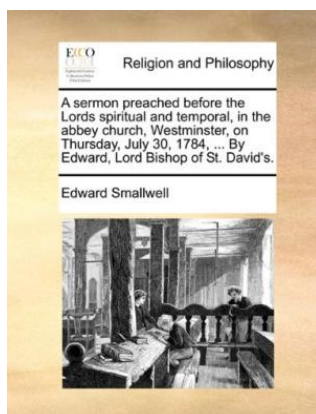 ECCO
Religion and Philosophy
A sermon preached before the
Lords spiritual and temporal, in the
abbey church, Westminster, on
Thursday, July 30, 1784, ... By
Edward, Lord Bishop of St. David's.
Edward Smallwell